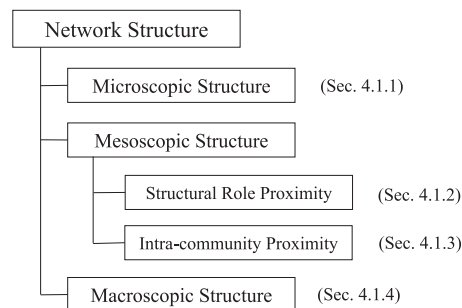 Network Structure
Microscopic Structure (Sec. 4.1.1)
Mesoscopic Structure
Structural Role Proximity (Sec. 4.1.2)
Intra-community Proximity (Sec. 4.1.3)
Macroscopic Structure (Sec. 4.1.4)